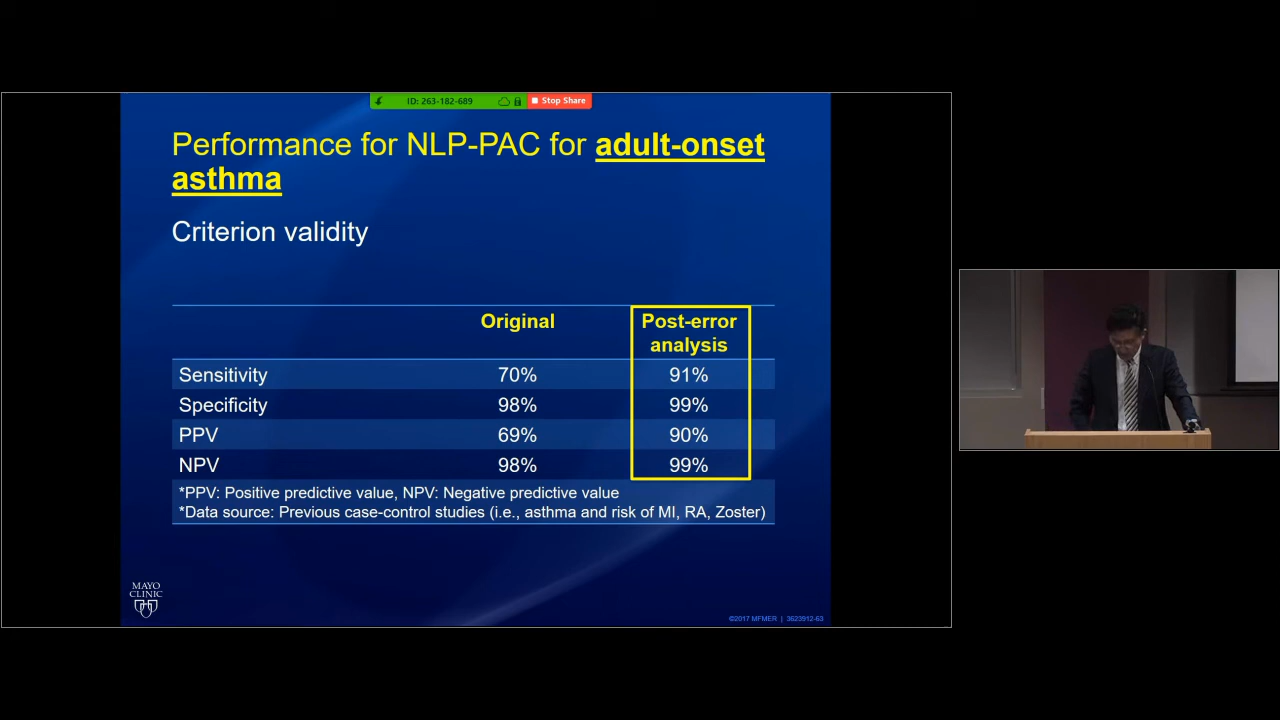 ID: 263-182-689
Stop Share
Performance for NLP-PAC for adult-onset
asthma
Criterion validity
Original
Post-error
analysis
Sensitivity 70% 91%
Specificity 98% 99%
PPV 69% 90%
NPV 98% 99%
*PPV: Positive predictive value, NPV: Negative predictive value
*Data source: Previous case-control studies (i.e., asthma and risk of MI, RA, Zoster)
MAYO
CLINIC
©2017 MFMER | 3623912-63